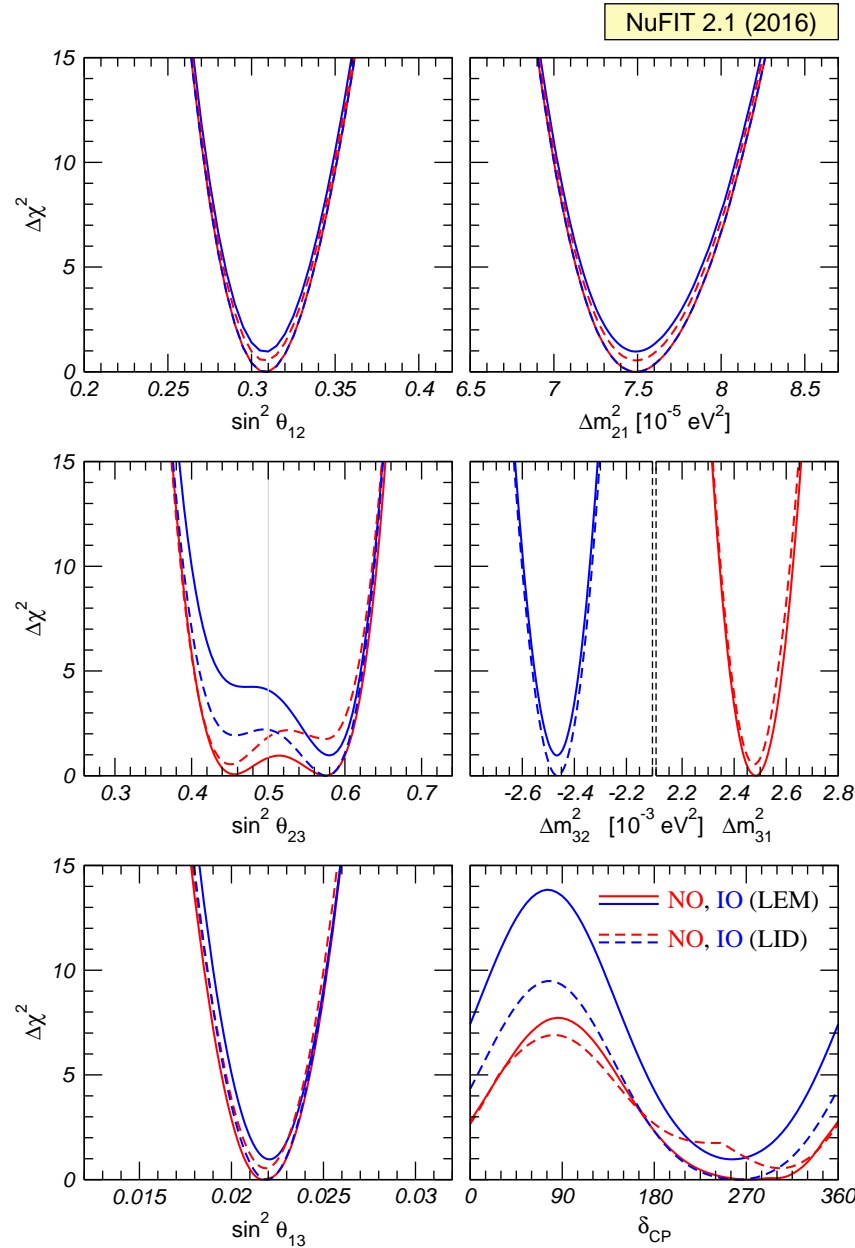 NuFIT 2.1 (2016)
15
10
5
0
Δχ²
0.2 0.25 0.3 0.35 0.4
sin² θ₁₂
6.5 7 7.5 8 8.5
Δm²₂₁ [10⁻⁵ eV²]
15
10
5
0
Δχ²
0.3 0.4 0.5 0.6 0.7
sin² θ₂₃
-2.6 -2.4 -2.2 2.2 2.4 2.6 2.8
Δm²₃₂ [10⁻³ eV²] Δm²₃₁
15
10
5
0
Δχ²
0.015 0.02 0.025 0.03
sin² θ₁₃
NO, IO (LEM)
NO, IO (LID)
0 90 180 270 360
δCP